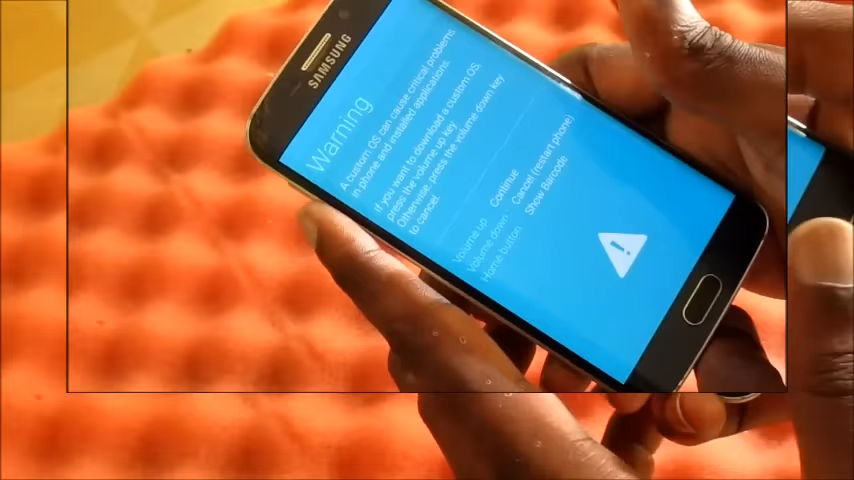 SAMSUNG
Warning
A custom OS can cause critical problems
in phone and installed applications.
If you want to download a custom OS,
press the volume up key
Otherwise, press the volume down key
to cancel
Volume up Continue
Volume down Cancel (restart phone)
Home button Show Barcode